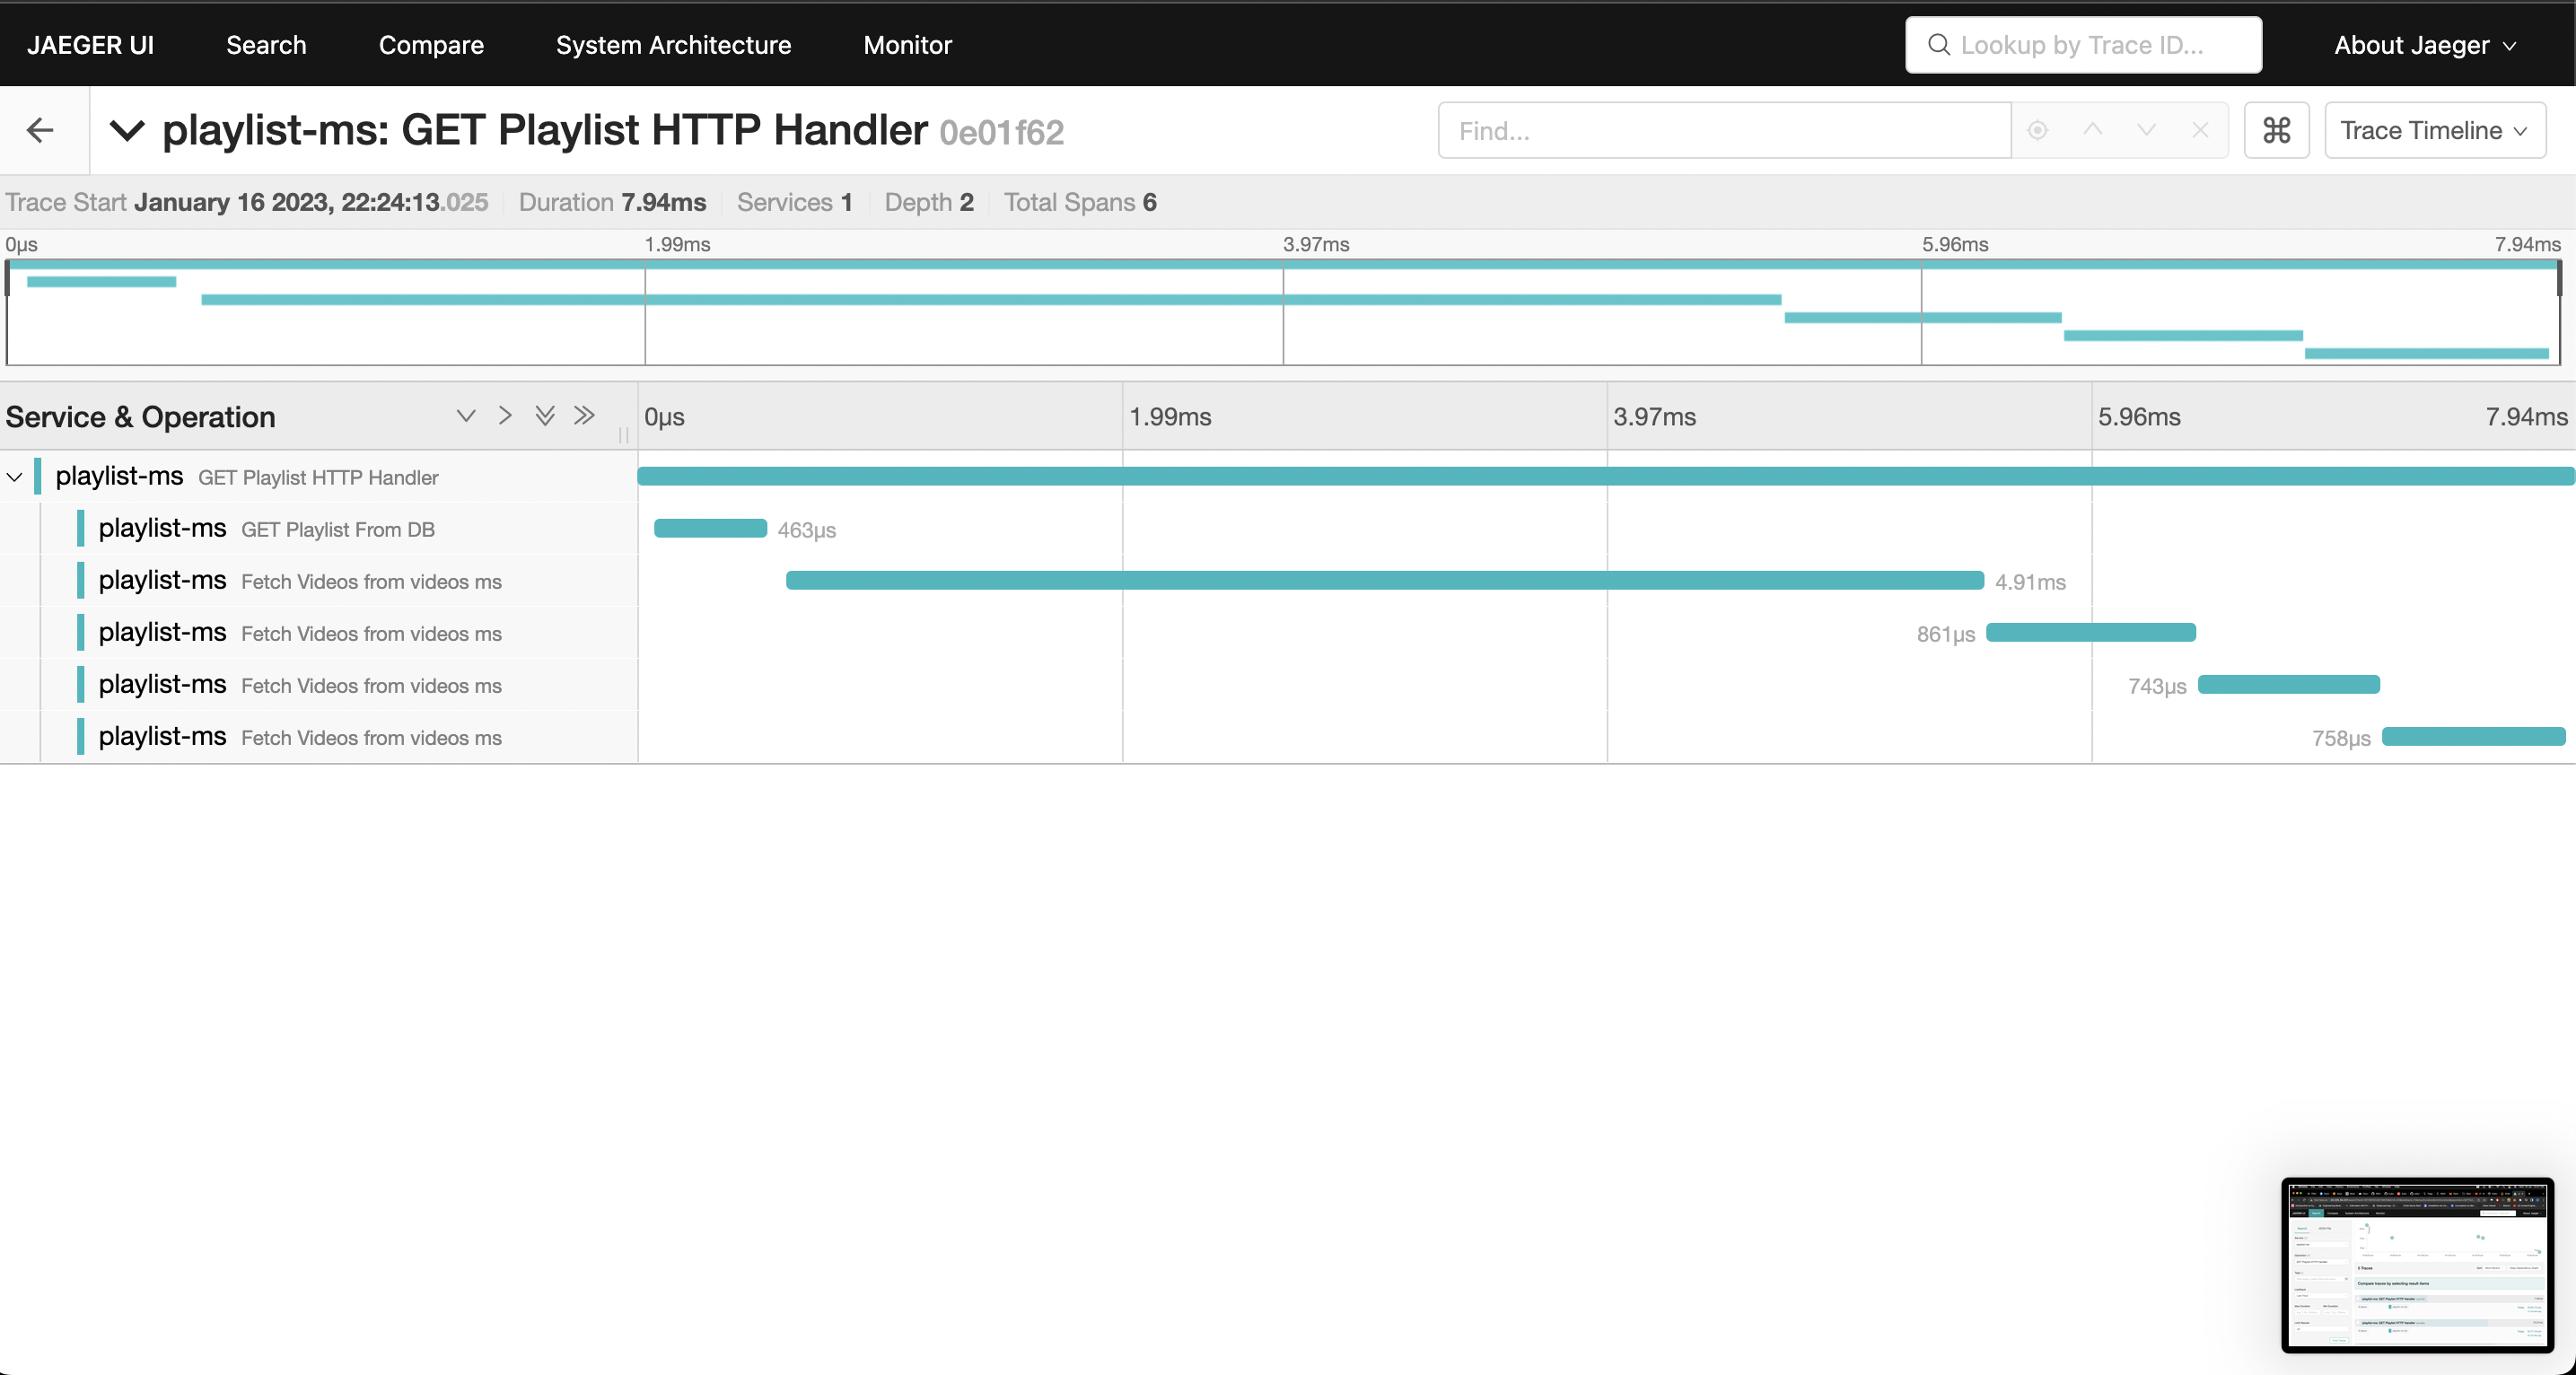 JAEGER UI Search Compare System Architecture Monitor Lookup by Trace ID... About Jaeger
playlist-ms: GET Playlist HTTP Handler 0e01f62 Find... Trace Timeline
Trace Start January 16 2023, 22:24:13.025 Duration 7.94ms Services 1 Depth 2 Total Spans 6
0μs 1.99ms 3.97ms 5.96ms 7.94ms
Service & Operation 0μs 1.99ms 3.97ms 5.96ms 7.94ms
playlist-ms GET Playlist HTTP Handler
playlist-ms GET Playlist From DB 463μs
playlist-ms Fetch Videos from videos ms 4.91ms
playlist-ms Fetch Videos from videos ms 861μs
playlist-ms Fetch Videos from videos ms 743μs
playlist-ms Fetch Videos from videos ms 758μs